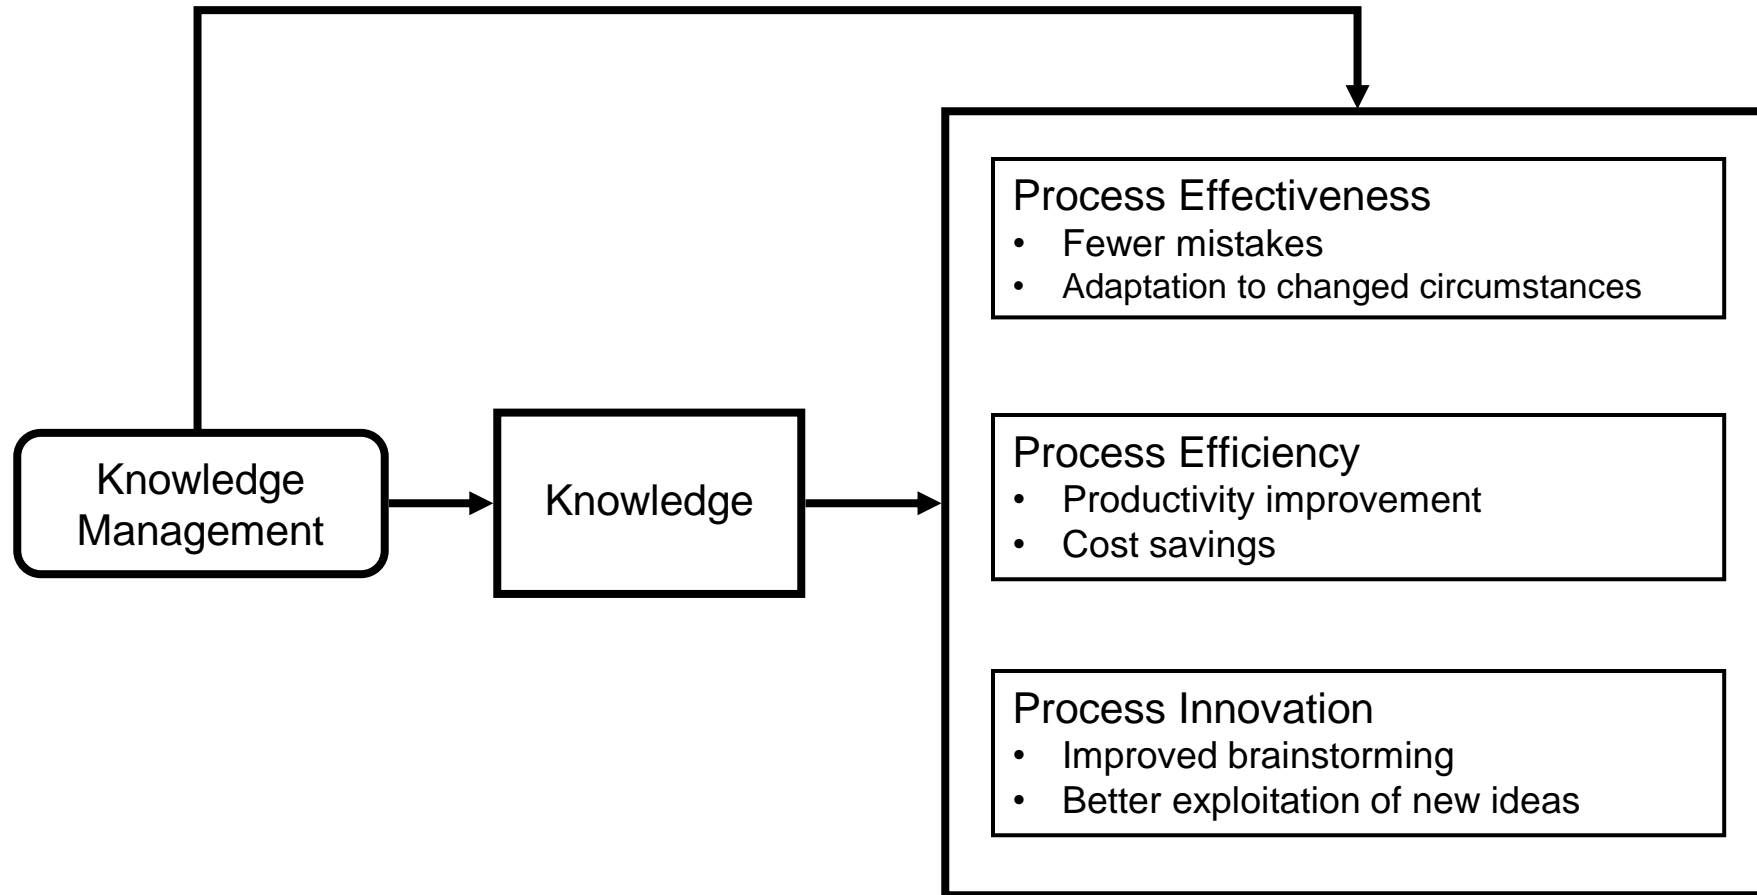 Process Effectiveness
• Fewer mistakes
• Adaptation to changed circumstances
Knowledge
Management
Knowledge
Process Efficiency
• Productivity improvement
• Cost savings
Process Innovation
• Improved brainstorming
• Better exploitation of new ideas